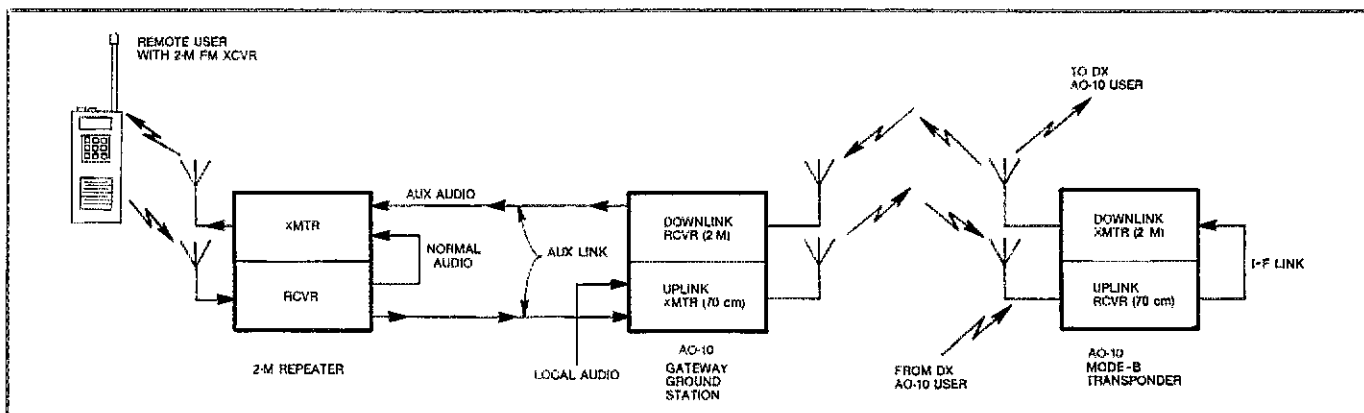 REMOTE USER
WITH 2-M FM XCVR
TO DX
AO-10 USER
AUX AUDIO
XMTR
NORMAL
AUDIO
RCVR
AUX LINK
DOWNLINK
RCVR (2 M)
UPLINK
XMTR (70 cm)
DOWNLINK
XMTR (2 M)
UPLINK
RCVR (70 cm)
I-F LINK
2-M REPEATER
LOCAL AUDIO
AO-10
GATEWAY
GROUND
STATION
FROM DX
AO-10 USER
AO-10
MODE-B
TRANSPONDER